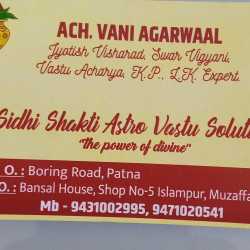 ACH. VANI AGARWAAL
Jyotish Visharad, Swar Vigyani,
Vastu Acharya, K.P., L.K. Expert
Sidhi Shakti Astro Vastu Solut
"the power of divine"
O. : Boring Road, Patna
O. : Bansal House, Shop No-5 Islampur, Muzaffa
Mb - 9431002995, 9471020541